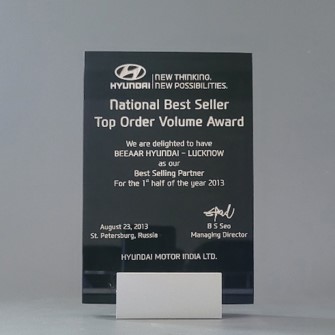 HYUNDAI
NEW THINKING.
NEW POSSIBILITIES.
National Best Seller
Top Order Volume Award
We are delighted to have
BEEAAR HYUNDAI – LUCKNOW
as our
Best Selling Partner
For the 1st half of the year 2013
August 23, 2013
St. Petersburg, Russia
B S Seo
Managing Director
HYUNDAI MOTOR INDIA LTD.